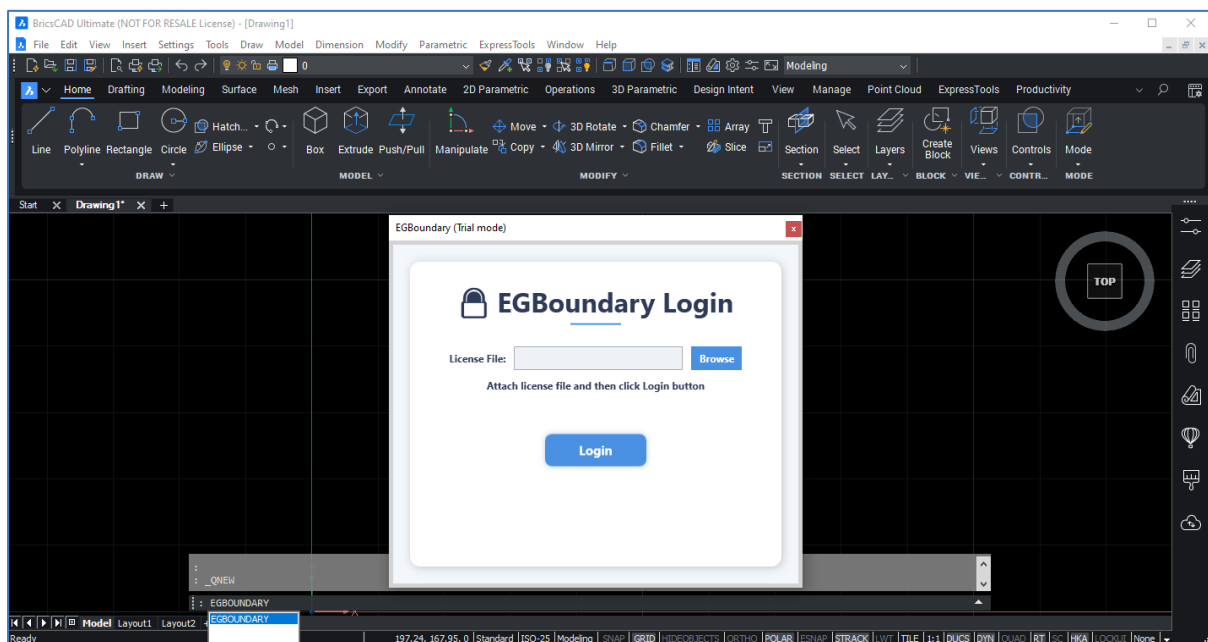 BricsCAD Ultimate (NOT FOR RESALE License) - [Drawing1]
File Edit View Insert Settings Tools Draw Model Dimension Modify Parametric ExpressTools Window Help
0 Modeling
Home Drafting Modeling Surface Mesh Insert Export Annotate 2D Parametric Operations 3D Parametric Design Intent View Manage Point Cloud ExpressTools Productivity
Hatch... Move 3D Rotate Chamfer Array
Line Polyline Rectangle Circle Ellipse Box Extrude Push/Pull Manipulate Copy 3D Mirror Fillet Slice Section Select Layers Create Block Views Controls Mode
DRAW MODEL MODIFY SECTION SELECT LAY... BLOCK VIE... CONTR... MODE
Start Drawing1* +
EGBoundary (Trial mode)
TOP
EGBoundary Login
License File: Browse
Attach license file and then click Login button
Login
:
: _QNEW
: EGBOUNDARY
X
Model Layout1 Layout2 EGBOUNDARY
Ready 197.24, 167.95, 0 Standard ISO-25 Modeling SNAP GRID HIDEOBJECTS ORTHO POLAR ESNAP STRACK LWT TILE 1:1 DUCS DYN QUAD RT SC HKA LOCKUI None